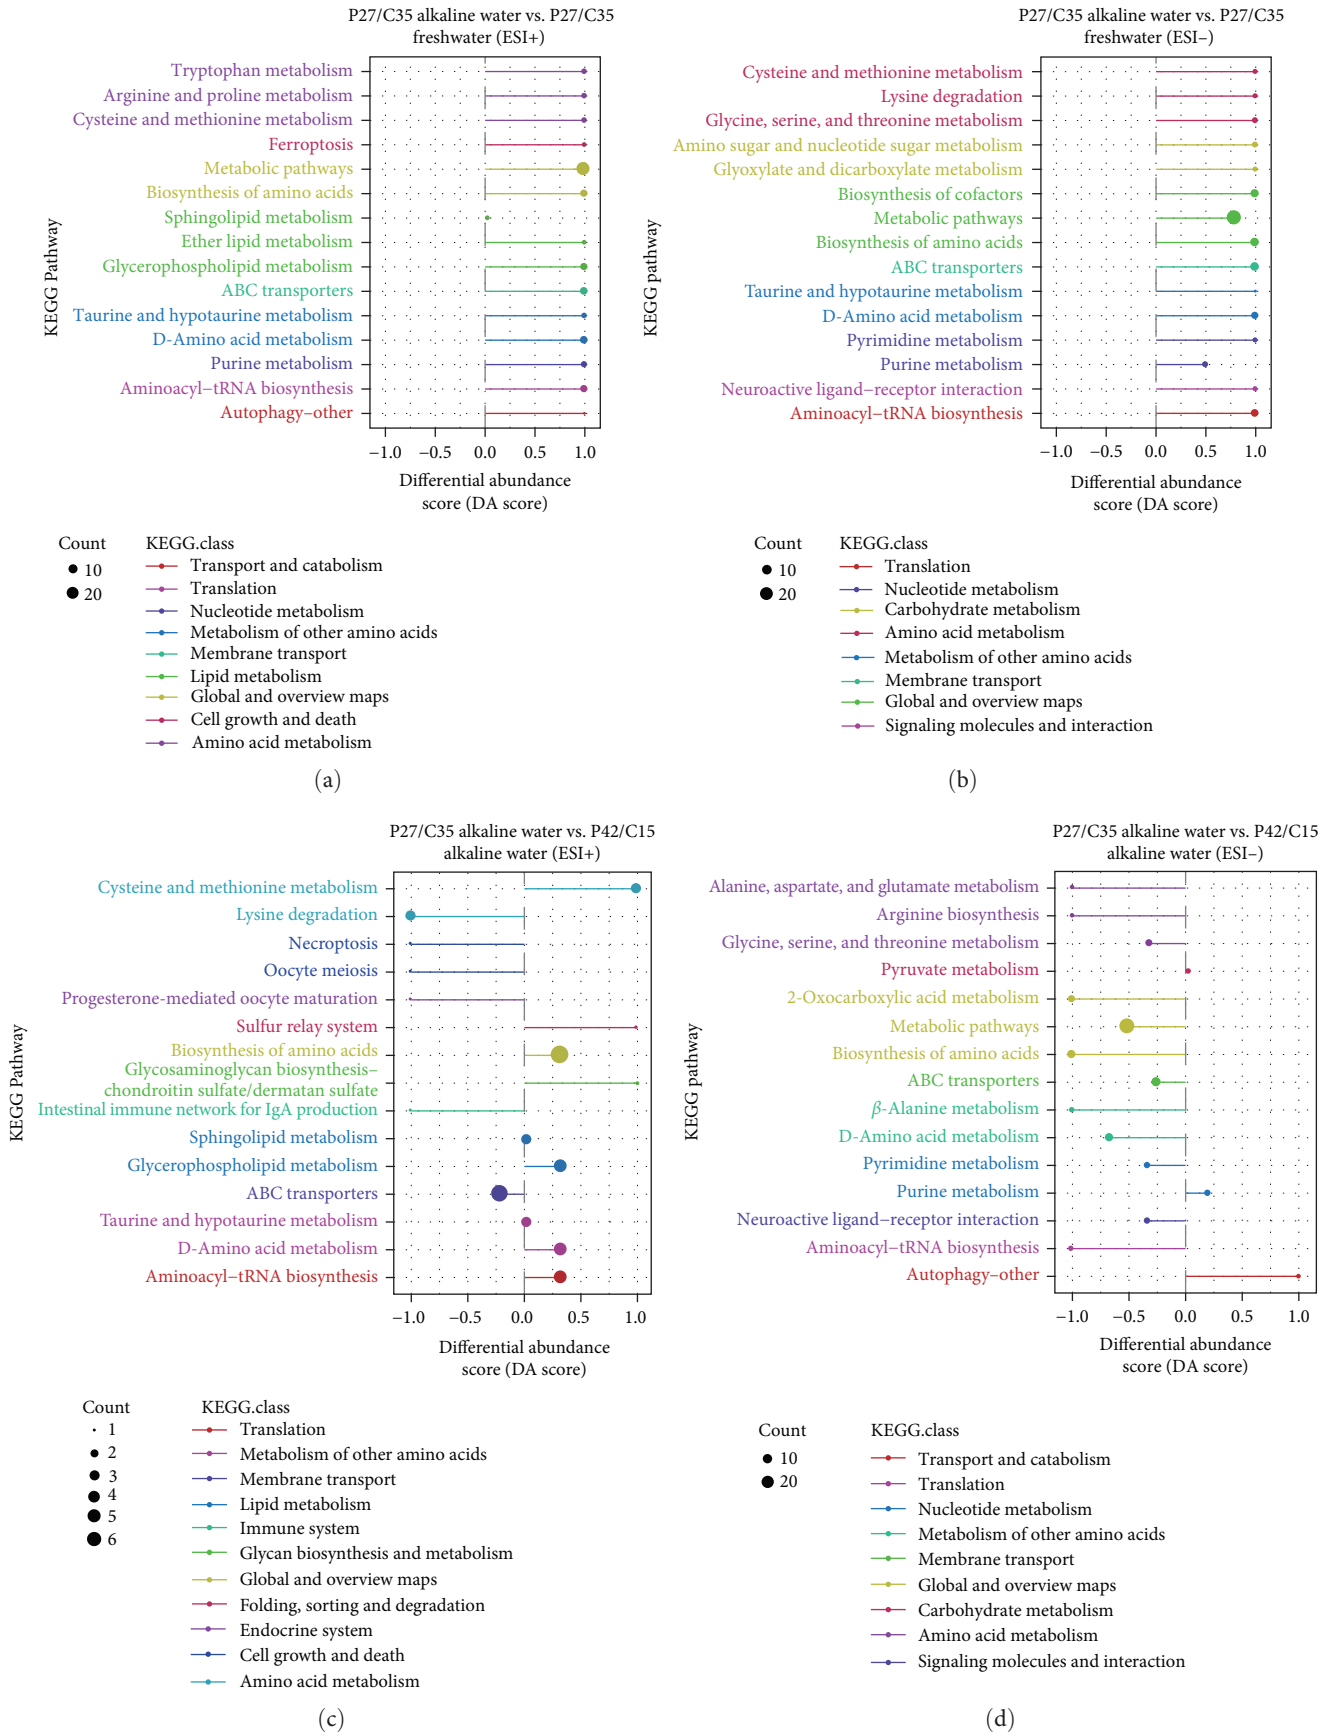 P27/C35 alkaline water vs. P27/C35
freshwater (ESI+)
KEGG Pathway
Tryptophan metabolism
Arginine and proline metabolism
Cysteine and methionine metabolism
Ferroptosis
Metabolic pathways
Biosynthesis of amino acids
Sphingolipid metabolism
Ether lipid metabolism
Glycerophospholipid metabolism
ABC transporters
Taurine and hypotaurine metabolism
D-Amino acid metabolism
Purine metabolism
Aminoacyl−tRNA biosynthesis
Autophagy−other
−1.0 −0.5 0.0 0.5 1.0
Differential abundance
score (DA score)
Count
10
20
KEGG.class
Transport and catabolism
Translation
Nucleotide metabolism
Metabolism of other amino acids
Membrane transport
Lipid metabolism
Global and overview maps
Cell growth and death
Amino acid metabolism
(a)
P27/C35 alkaline water vs. P27/C35
freshwater (ESI−)
KEGG pathway
Cysteine and methionine metabolism
Lysine degradation
Glycine, serine, and threonine metabolism
Amino sugar and nucleotide sugar metabolism
Glyoxylate and dicarboxylate metabolism
Biosynthesis of cofactors
Metabolic pathways
Biosynthesis of amino acids
ABC transporters
Taurine and hypotaurine metabolism
D-Amino acid metabolism
Pyrimidine metabolism
Purine metabolism
Neuroactive ligand−receptor interaction
Aminoacyl−tRNA biosynthesis
−1.0 −0.5 0.0 0.5 1.0
Differential abundance
score (DA score)
Count
10
20
KEGG.class
Translation
Nucleotide metabolism
Carbohydrate metabolism
Amino acid metabolism
Metabolism of other amino acids
Membrane transport
Global and overview maps
Signaling molecules and interaction
(b)
P27/C35 alkaline water vs. P42/C15
alkaline water (ESI+)
KEGG Pathway
Cysteine and methionine metabolism
Lysine degradation
Necroptosis
Oocyte meiosis
Progesterone-mediated oocyte maturation
Sulfur relay system
Biosynthesis of amino acids
Glycosaminoglycan biosynthesis−
chondroitin sulfate/dermatan sulfate
Intestinal immune network for IgA production
Sphingolipid metabolism
Glycerophospholipid metabolism
ABC transporters
Taurine and hypotaurine metabolism
D-Amino acid metabolism
Aminoacyl−tRNA biosynthesis
−1.0 −0.5 0.0 0.5 1.0
Differential abundance
score (DA score)
Count
1
2
3
4
5
6
KEGG.class
Translation
Metabolism of other amino acids
Membrane transport
Lipid metabolism
Immune system
Glycan biosynthesis and metabolism
Global and overview maps
Folding, sorting and degradation
Endocrine system
Cell growth and death
Amino acid metabolism
(c)
P27/C35 alkaline water vs. P42/C15
alkaline water (ESI−)
KEGG pathway
Alanine, aspartate, and glutamate metabolism
Arginine biosynthesis
Glycine, serine, and threonine metabolism
Pyruvate metabolism
2-Oxocarboxylic acid metabolism
Metabolic pathways
Biosynthesis of amino acids
ABC transporters
β-Alanine metabolism
D-Amino acid metabolism
Pyrimidine metabolism
Purine metabolism
Neuroactive ligand−receptor interaction
Aminoacyl−tRNA biosynthesis
Autophagy−other
−1.0 −0.5 0.0 0.5 1.0
Differential abundance
score (DA score)
Count
10
20
KEGG.class
Transport and catabolism
Translation
Nucleotide metabolism
Metabolism of other amino acids
Membrane transport
Global and overview maps
Carbohydrate metabolism
Amino acid metabolism
Signaling molecules and interaction
(d)